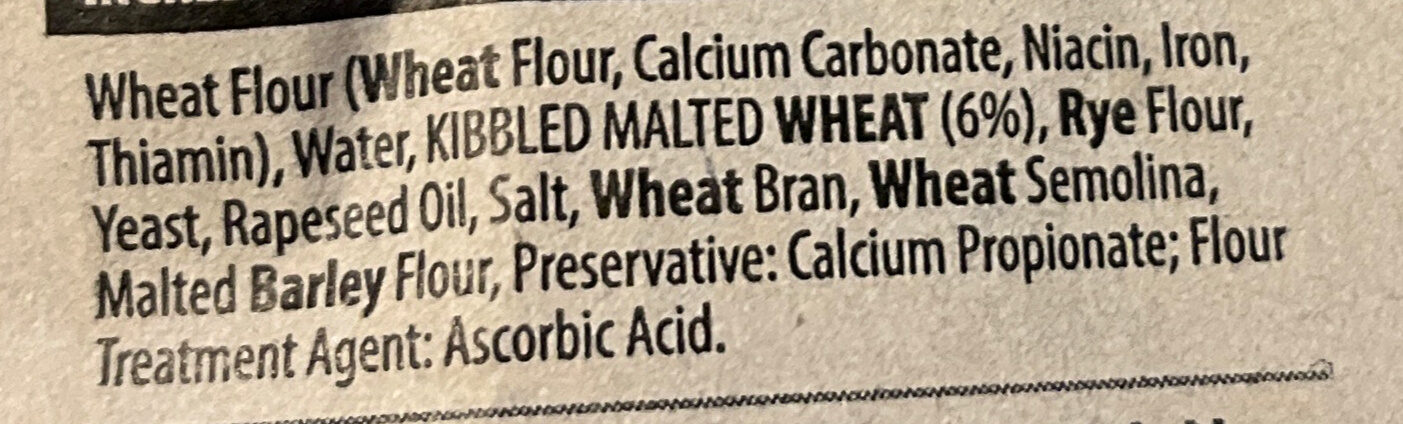 Wheat Flour (Wheat Flour, Calcium Carbonate, Niacin, Iron,
Thiamin), Water, KIBBLED MALTED WHEAT (6%), Rye Flour,
Yeast, Rapeseed Oil, Salt, Wheat Bran, Wheat Semolina,
Malted Barley Flour, Preservative: Calcium Propionate; Flour
Treatment Agent: Ascorbic Acid.